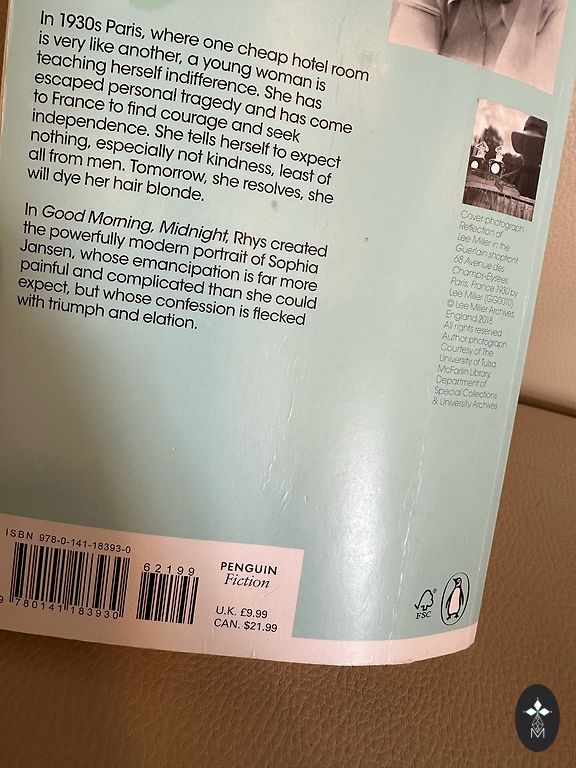 In 1930s Paris, where one cheap hotel room
is very like another, a young woman is
teaching herself indifference. She has
escaped personal tragedy and has come
to France to find courage and seek
independence. She tells herself to expect
nothing, especially not kindness, least of
all from men. Tomorrow, she resolves, she
will dye her hair blonde.
In Good Morning, Midnight, Rhys created
the powerfully modern portrait of Sophia
Jansen, whose emancipation is far more
painful and complicated than she could
expect, but whose confession is flecked
with triumph and elation.
Cover photograph
Reflection of
Lee Miller in the
Guerlain shopfront
68 Avenue des
Champs-Elysées,
Paris, France 1930 by
Lee Miller (GG0010)
© Lee Miller Archives,
England 2018.
All rights reserved.
Author photograph
Courtesy of The
University of Tulsa,
McFarlin Library,
Department of
Special Collections
& University Archives
ISBN 978-0-141-18393-0
62199
9 780141 183930
PENGUIN
Fiction
U.K. £9.99
CAN. $21.99
FSC
M